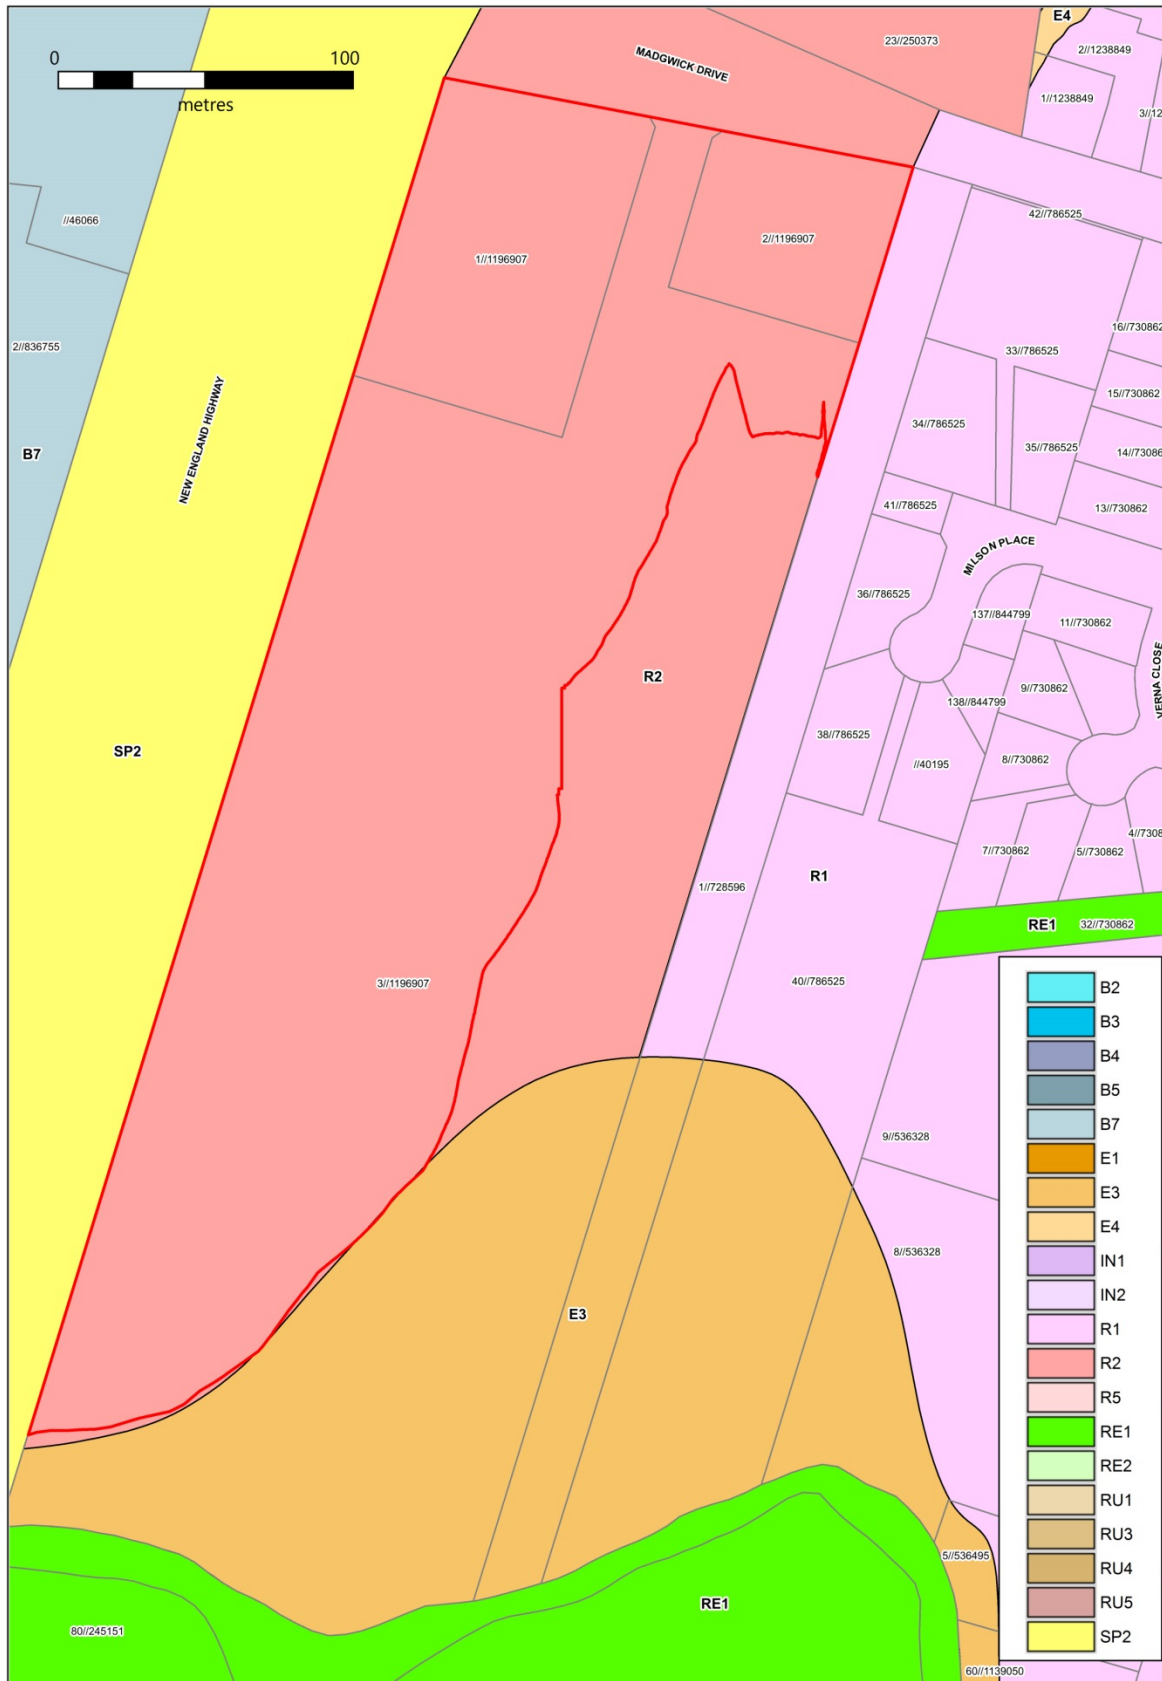 E4
23//250373
2//1238849
0 100
metres
MADGWICK DRIVE
1//1238849
3//12
//46066
1//1196907
2//1196907
42//786525
2//836755
16//730862
33//786525
15//730862
NEW ENGLAND HIGHWAY
B7
34//786525
35//786525
14//73086
41//786525
13//730862
MILSON PLACE
36//786525
137//844799
11//730862
VERNA CLOSE
R2
9//730862
138//844799
SP2
38//786525
//40195
8//730862
7//730862
5//730862
4//7308
1//728596
R1
RE1
32//730862
3//1196907
40//786525
9//536328
8//536328
E3
5//536495
RE1
80//245151
60//1139050
B2
B3
B4
B5
B7
E1
E3
E4
IN1
IN2
R1
R2
R5
RE1
RE2
RU1
RU3
RU4
RU5
SP2